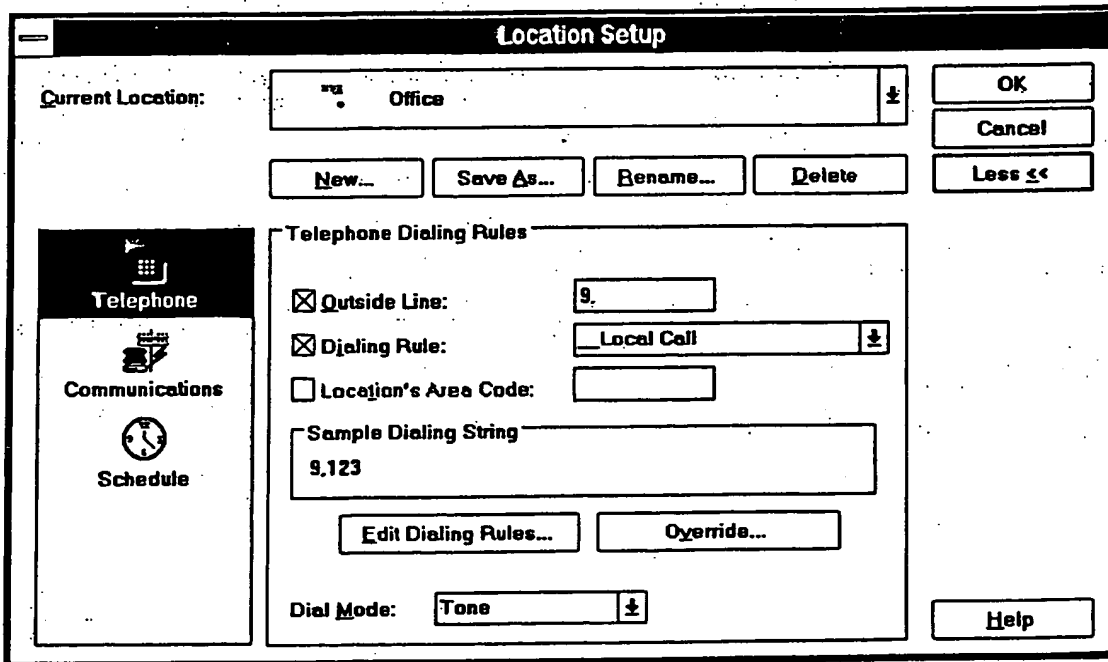 Location Setup
Current Location:
Office
OK
Cancel
Less <<
New...
Save As...
Rename...
Delete
Telephone
Communications
Schedule
Telephone Dialing Rules
Outside Line:
9,
Dialing Rule:
__Local Call
Location's Area Code:
Sample Dialing String
9,123
Edit Dialing Rules...
Override...
Dial Mode:
Tone
Help